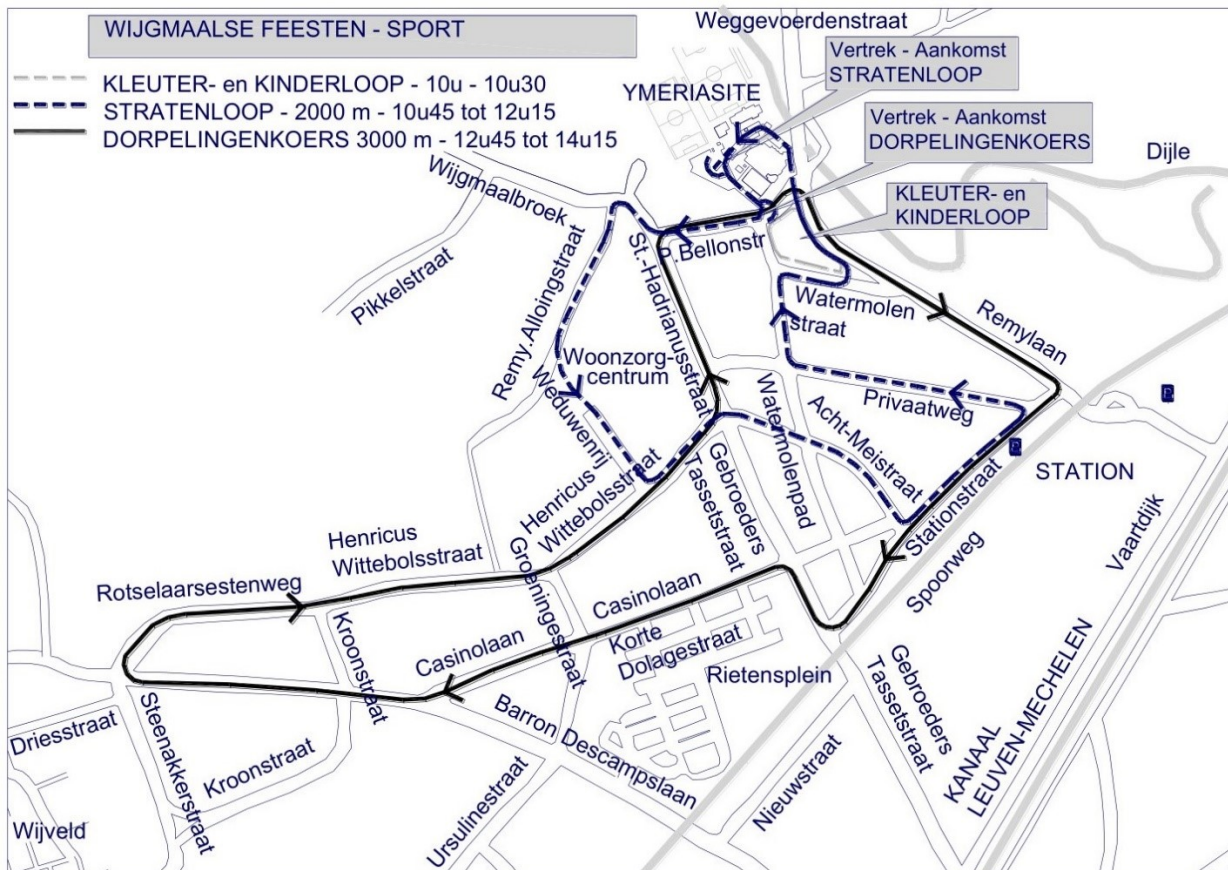 WIJGMAALSE FEESTEN - SPORT
KLEUTER- en KINDERLOOP - 10u - 10u30
STRATENLOOP - 2000 m - 10u45 tot 12u15
DORPELINGENKOERS 3000 m - 12u45 tot 14u15
Weggevoerdenstraat
Vertrek - Aankomst
STRATENLOOP
YMERIASITE
Vertrek - Aankomst
DORPELINGENKOERS
Dijle
KLEUTER- en
KINDERLOOP
Wijgmaalbroek
P.Bellonstr
Pikkelstraat
Remy.Alloingstraat
St.-Hadrianusstraat
Watermolen
straat
Remylaan
Woonzorg-
centrum
Weduwenrij
Privaatweg
Watermolenpad
Acht-Meistraat
STATION
Stationstraat
Spoorweg
Vaartdijk
Gebroeders
Tassetstraat
Henricus
Wittebolsstraat
Henricus
Wittebolsstraat
Groeningestraat
Rotselaarsestenweg
Casinolaan
Casinolaan
Kroonstraat
Korte
Dolagestraat
Rietensplein
Gebroeders
Tassetstraat
KANAAL
LEUVEN-MECHELEN
Barron Descampslaan
Driesstraat
Steenakkerstraat
Kroonstraat
Nieuwstraat
Ursulinestraat
Wijveld